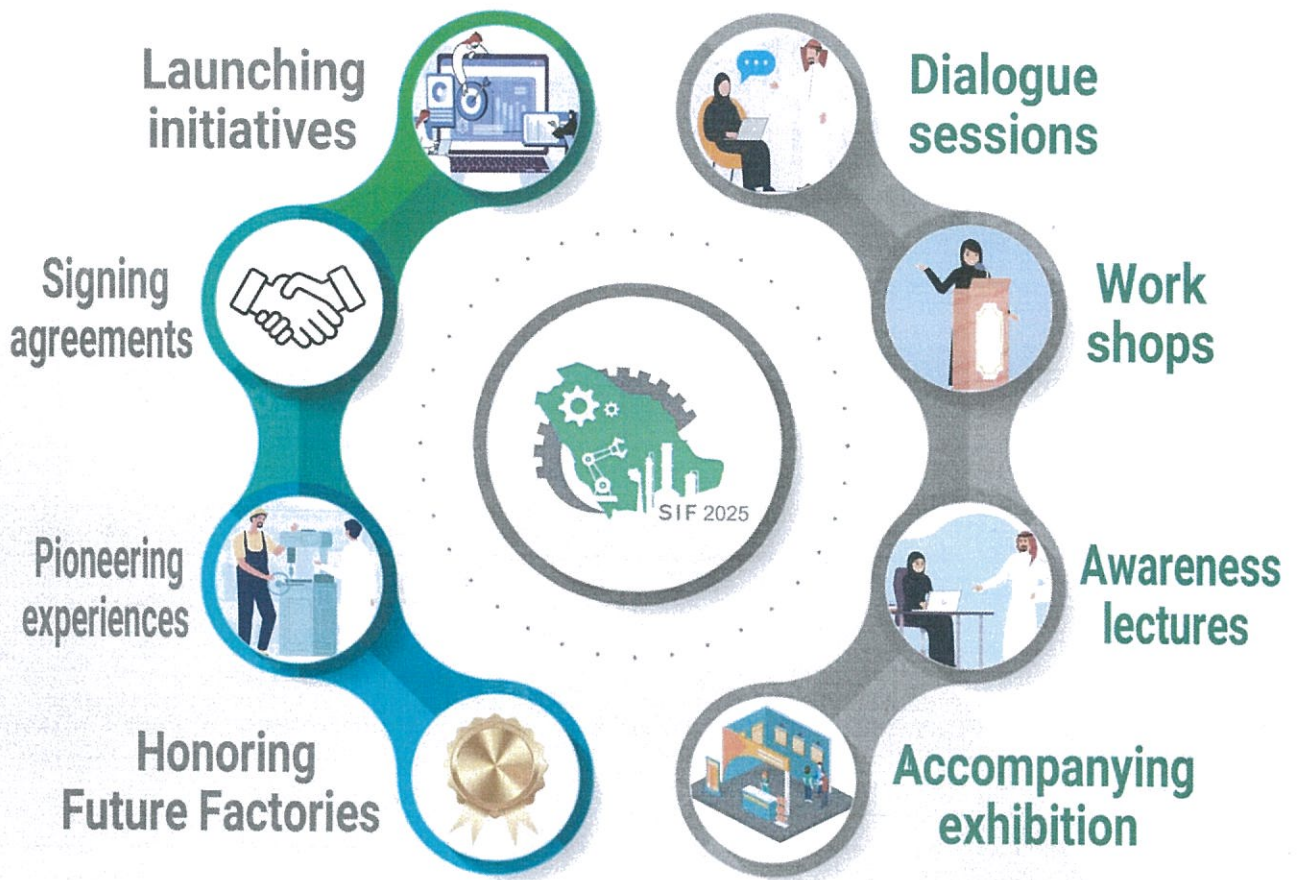 Launching
initiatives
Signing
agreements
Pioneering
experiences
Honoring
Future Factories
SIF 2025
Dialogue
sessions
Work
shops
Awareness
lectures
Accompanying
exhibition